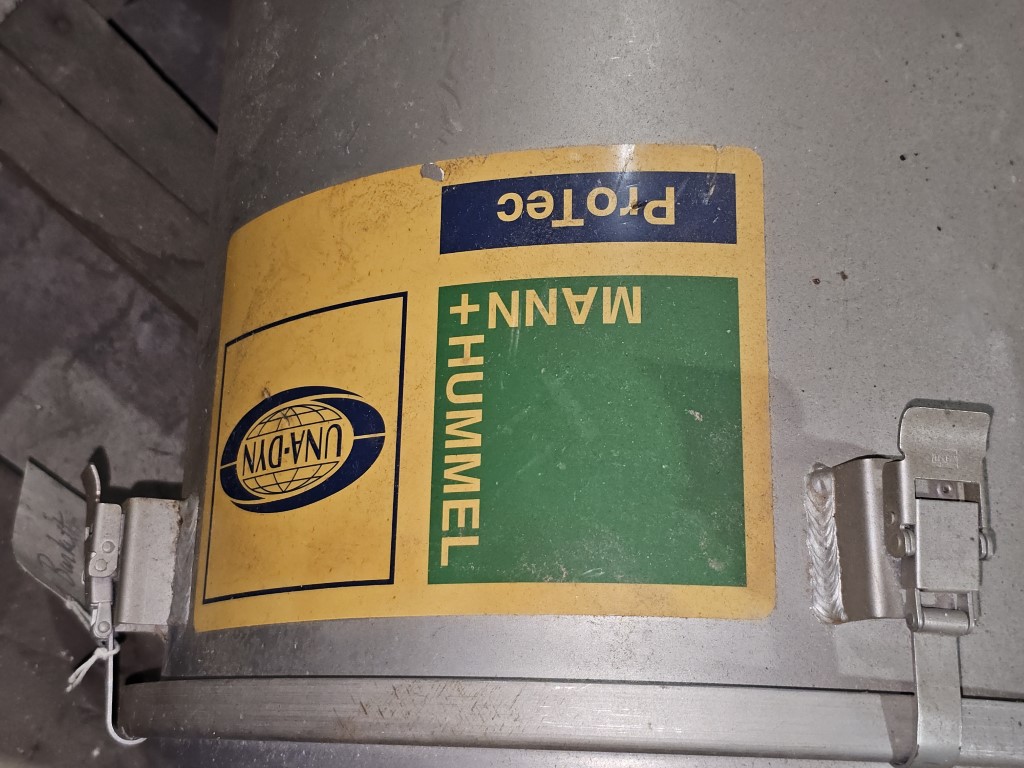 MANN+
HUMMEL
UNA·DYN
ProTec